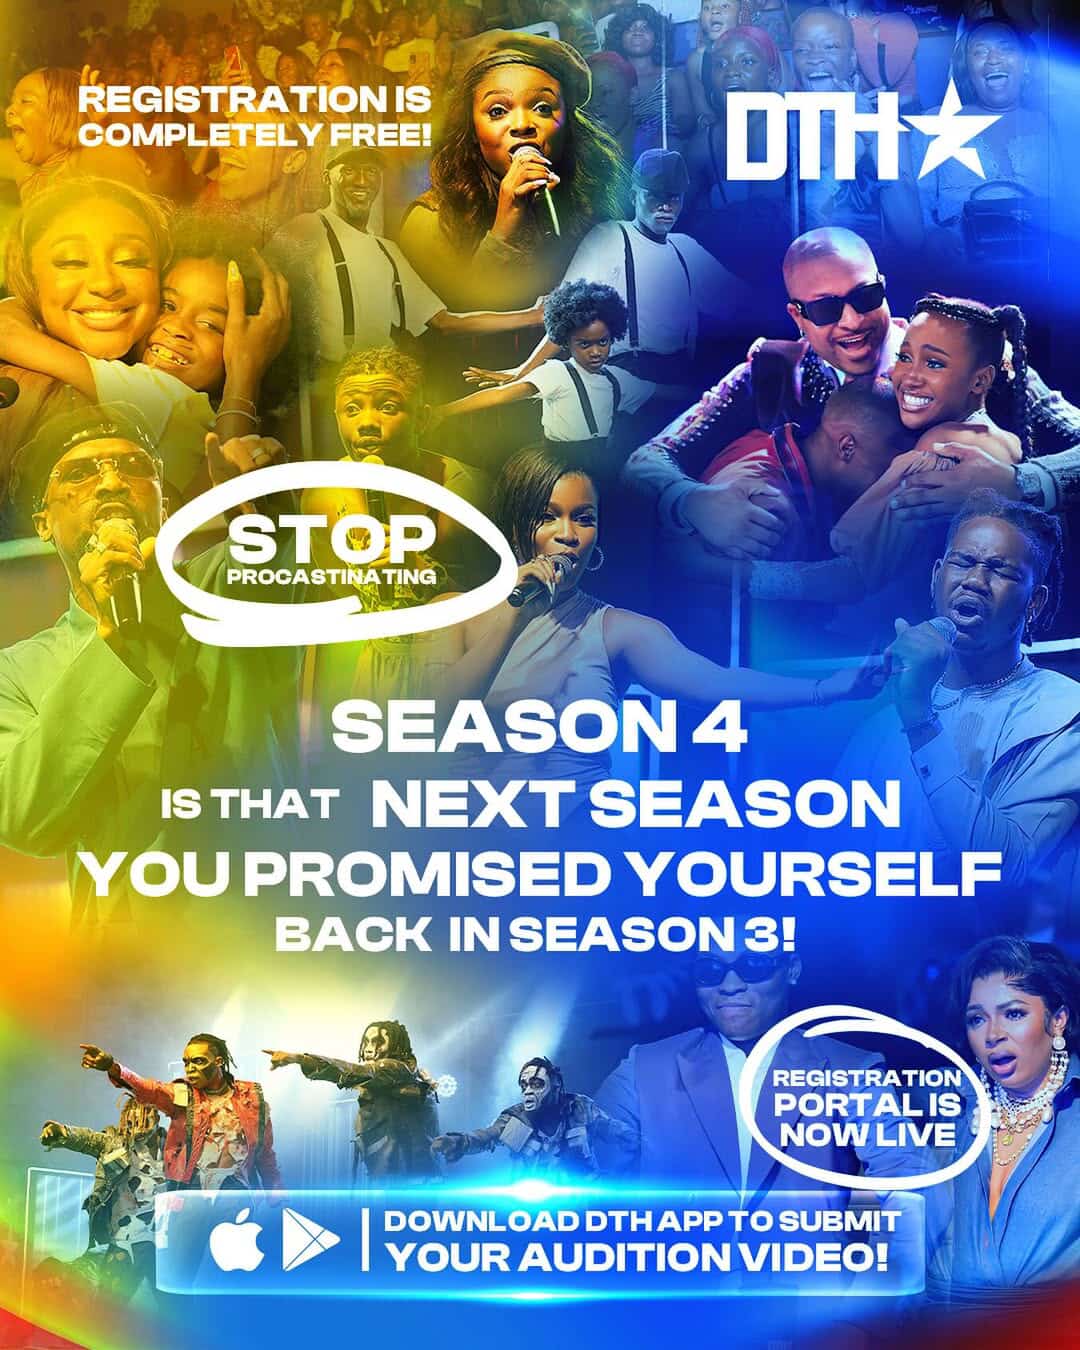 REGISTRATION IS
COMPLETELY FREE!
DTH
STOP
PROCASTINATING
SEASON 4
IS THAT NEXT SEASON
YOU PROMISED YOURSELF
BACK IN SEASON 3!
REGISTRATION
PORTAL IS
NOW LIVE
DOWNLOAD DTH APP TO SUBMIT
YOUR AUDITION VIDEO!